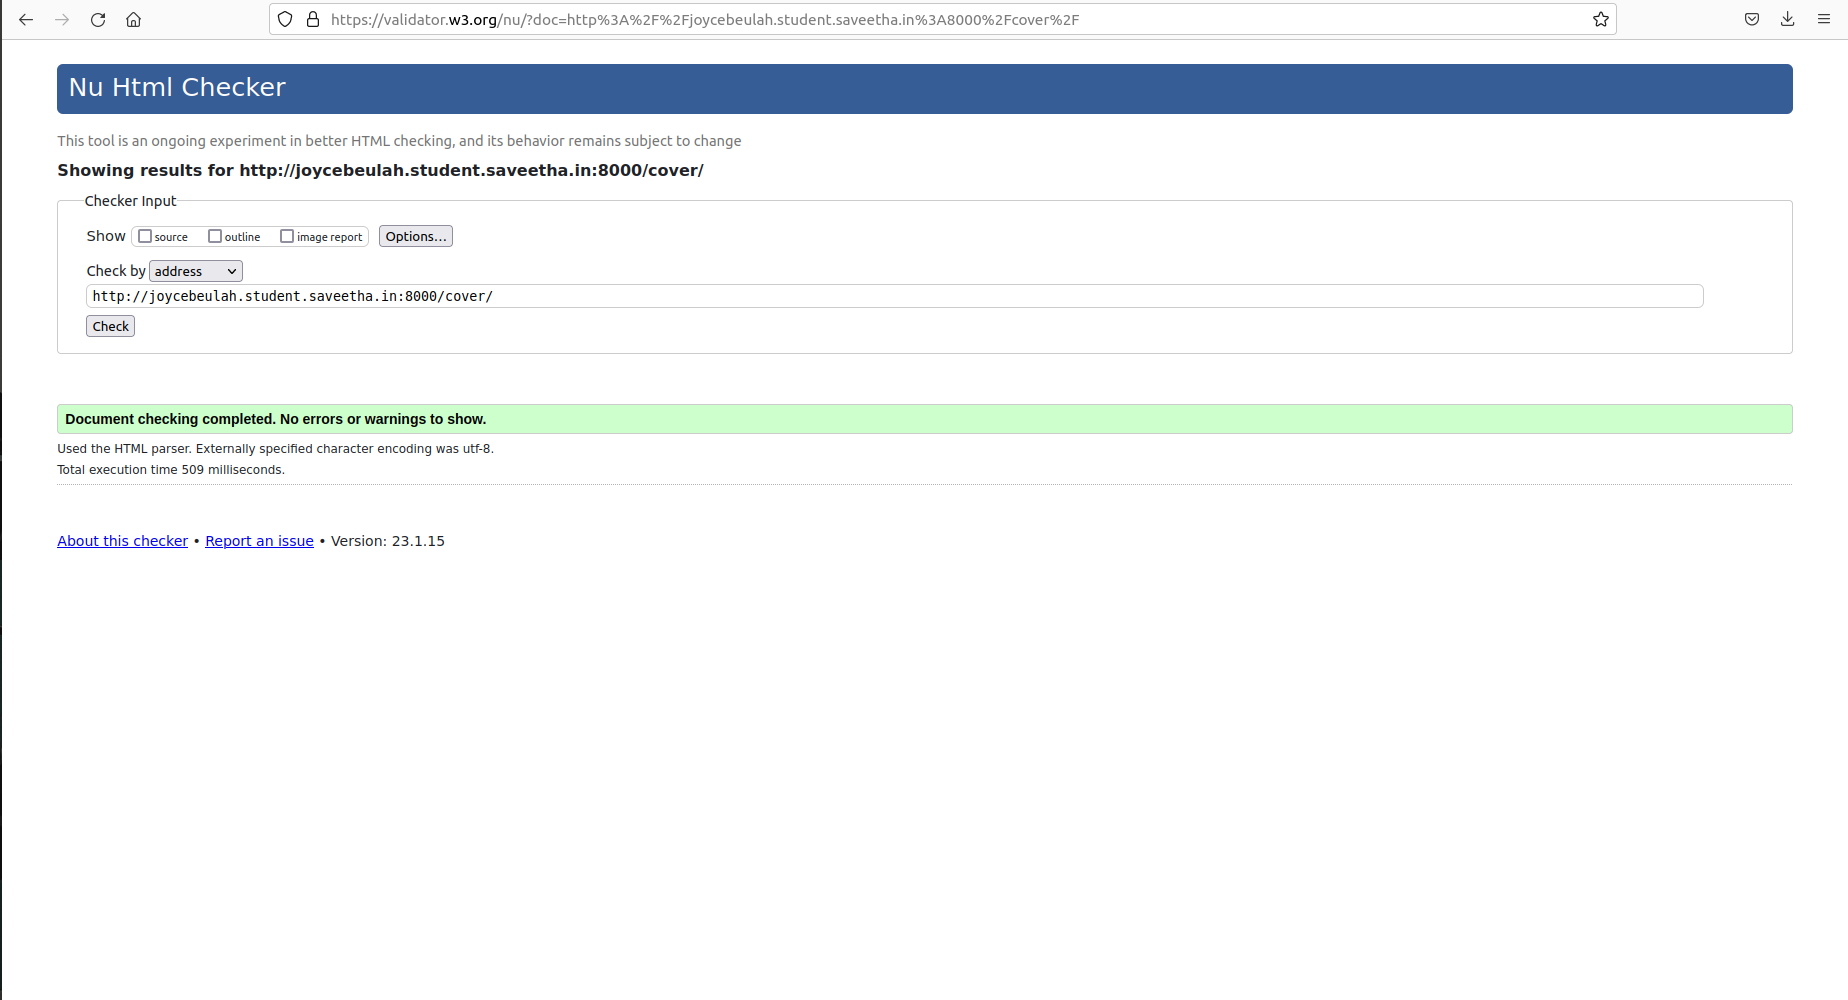 https://validator.w3.org/nu/?doc=http%3A%2F%2Fjoycebeulah.student.saveetha.in%3A8000%2Fcover%2F
Nu Html Checker
This tool is an ongoing experiment in better HTML checking, and its behavior remains subject to change
Showing results for http://joycebeulah.student.saveetha.in:8000/cover/
Checker Input
Show source outline image report Options...
Check by address
http://joycebeulah.student.saveetha.in:8000/cover/
Check
Document checking completed. No errors or warnings to show.
Used the HTML parser. Externally specified character encoding was utf-8.
Total execution time 509 milliseconds.
About this checker • Report an issue • Version: 23.1.15